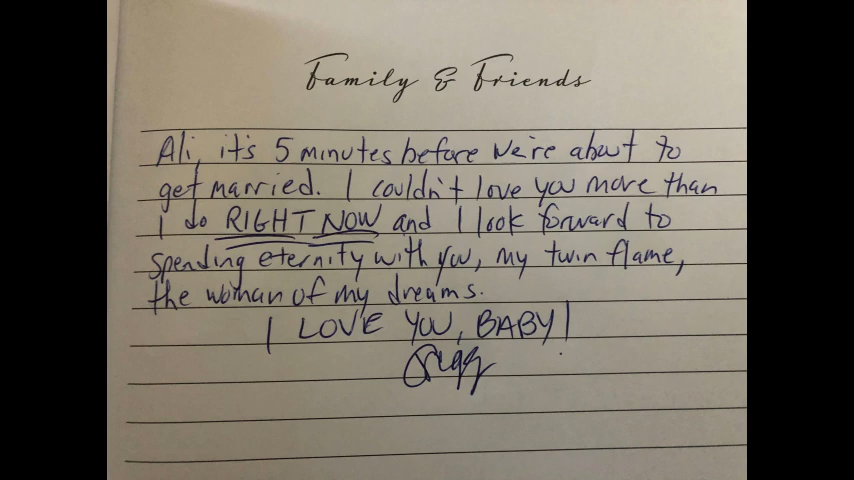 Family & Friends
Ali, it's 5 minutes before we're about to
get married. I couldn't love you more than
I do RIGHT NOW and I look forward to
spending eternity with you, my twin flame,
the woman of my dreams.
I LOVE YOU, BABY!